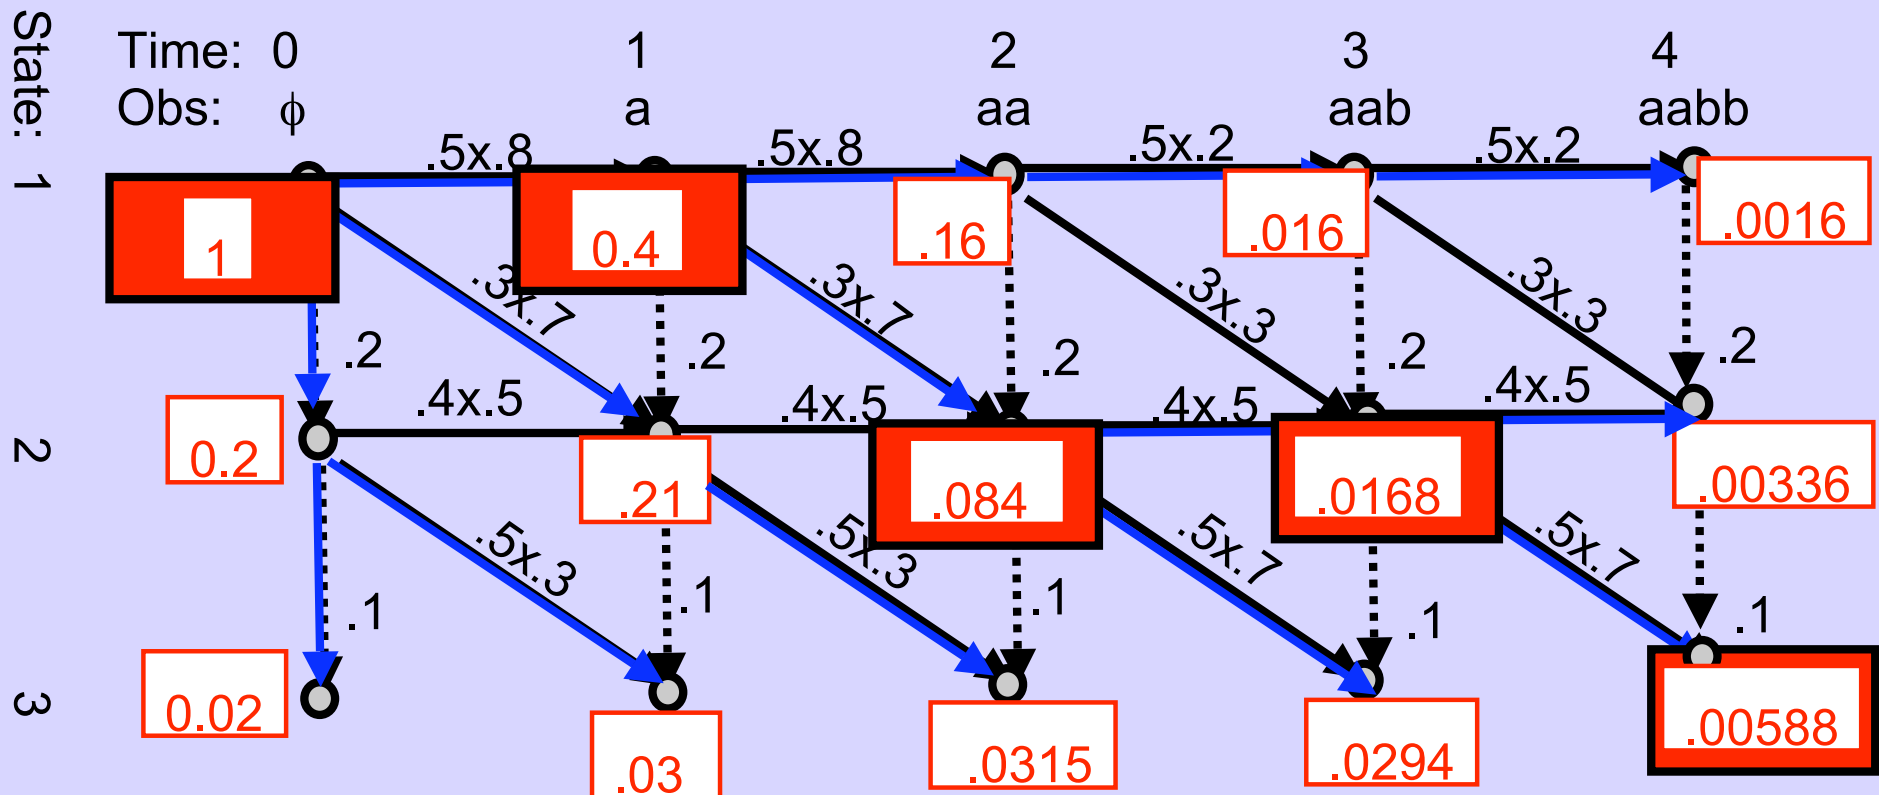 Time: 0 1 2 3 4
Obs: ϕ a aa aab aabb
State: 1 2 3
.5x.8 .5x.8 .5x.2 .5x.2
1 0.4 .16 .016 .0016
.3x.7 .3x.7 .3x.3 .3x.3
.2 .2 .2 .2 .2
.4x.5 .4x.5 .4x.5 .4x.5
0.2 .21 .084 .0168 .00336
.5x.3 .5x.3 .5x.7 .5x.7
.1 .1 .1 .1 .1
0.02 .03 .0315 .0294 .00588